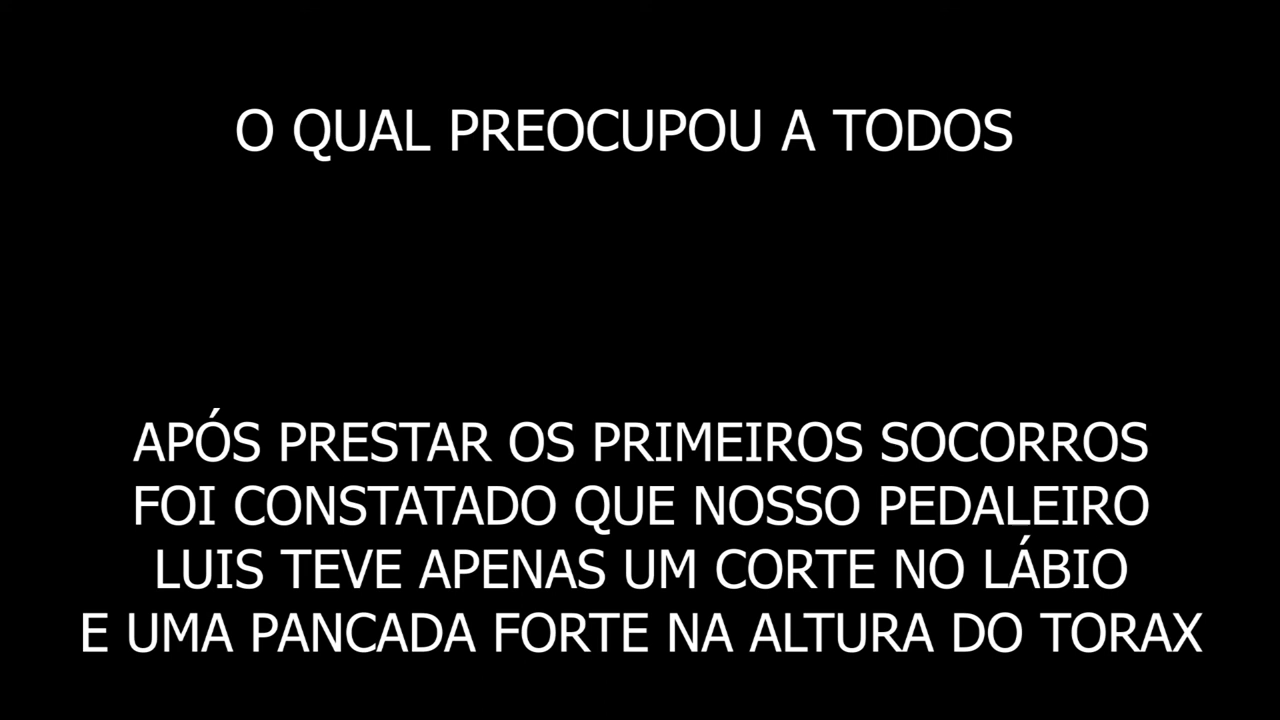 O QUAL PREOCUPOU A TODOS
APÓS PRESTAR OS PRIMEIROS SOCORROS
FOI CONSTATADO QUE NOSSO PEDALEIRO
LUIS TEVE APENAS UM CORTE NO LÁBIO
E UMA PANCADA FORTE NA ALTURA DO TORAX